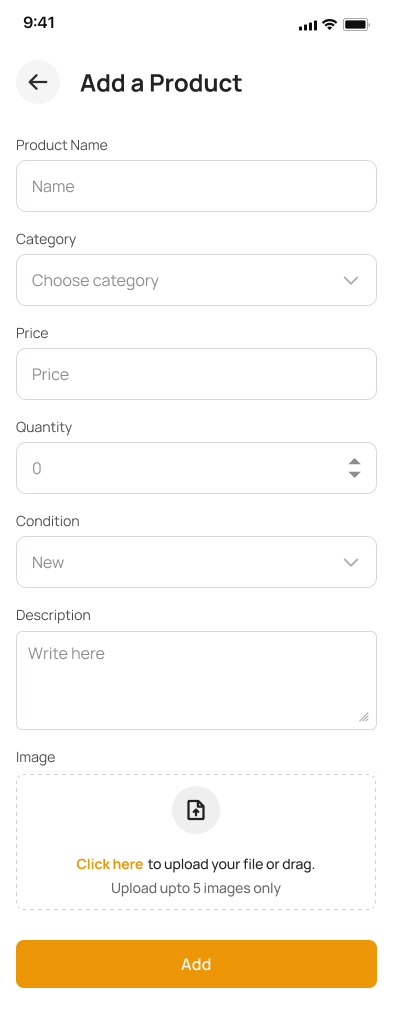 9:41
Add a Product
Product Name
Name
Category
Choose category
Price
Price
Quantity
0
Condition
New
Description
Write here
Image
Click here to upload your file or drag.
Upload upto 5 images only
Add